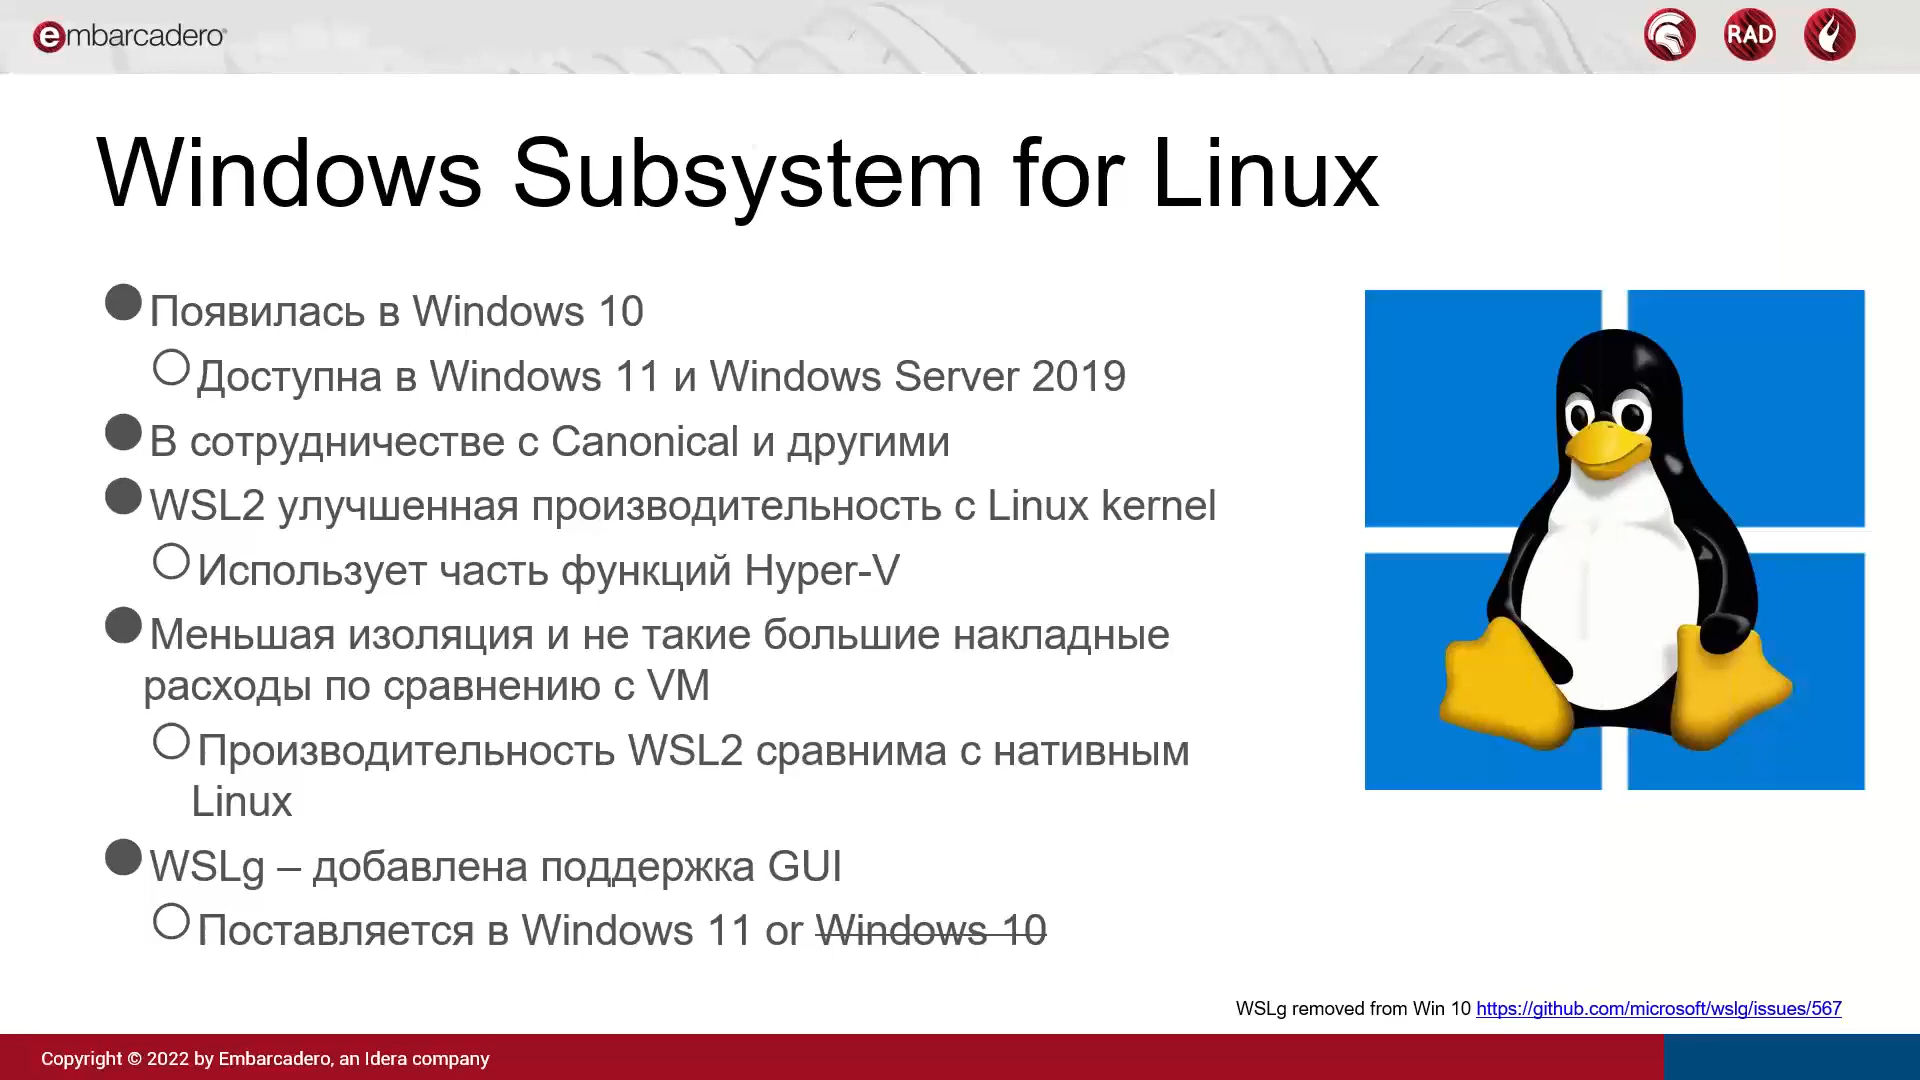 embarcadero
RAD
Windows Subsystem for Linux
Появилась в Windows 10
Доступна в Windows 11 и Windows Server 2019
В сотрудничестве с Canonical и другими
WSL2 улучшенная производительность с Linux kernel
Использует часть функций Hyper-V
Меньшая изоляция и не такие большие накладные
расходы по сравнению с VM
Производительность WSL2 сравнима с нативным
Linux
WSLg – добавлена поддержка GUI
Поставляется в Windows 11 or Windows 10
WSLg removed from Win 10 https://github.com/microsoft/wslg/issues/567
Copyright © 2022 by Embarcadero, an Idera company